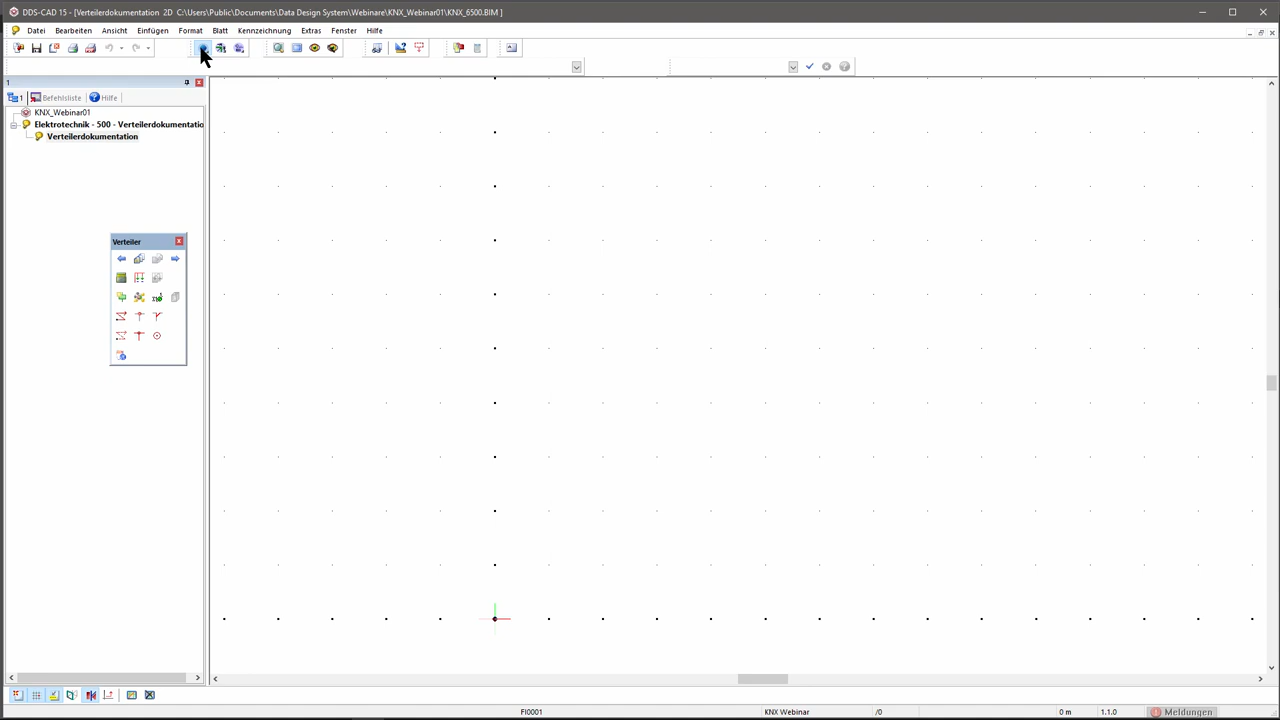 DDS-CAD 15 - [Verteilerdokumentation  2D  C:\Users\Public\Documents\Data Design System\Webinare\KNX_Webinar01\KNX_6500.BIM ]
Datei Bearbeiten Ansicht Einfügen Format Blatt Kennzeichnung Extras Fenster Hilfe
1
1 Befehlsliste Hilfe
KNX_Webinar01
Elektrotechnik - 500 - Verteilerdokumentatio
Verteilerdokumentation
Verteiler
FI0001 KNX Webinar /0 0 m 1.1.0 Meldungen